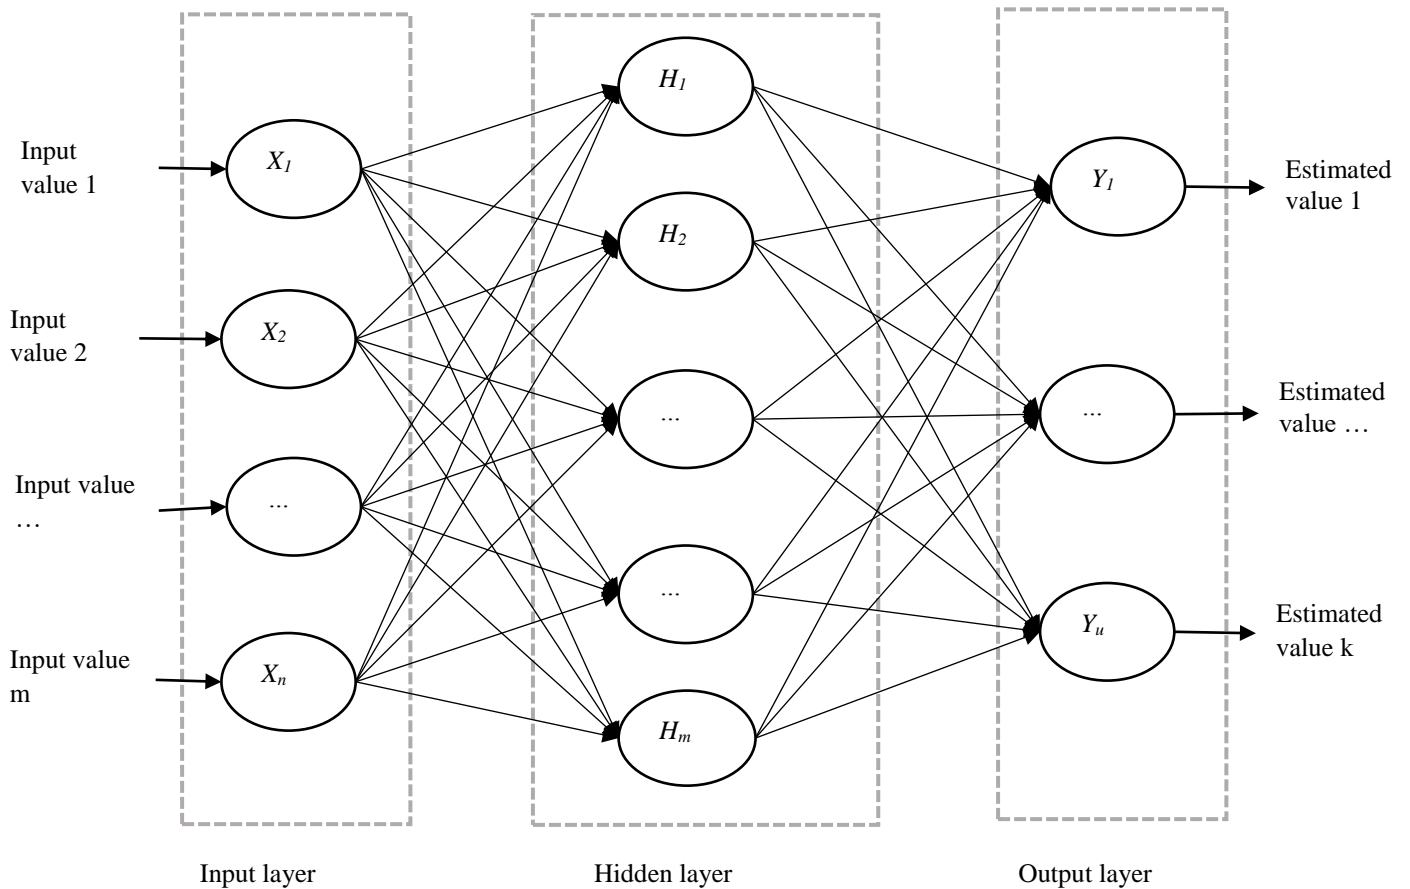 Input
value 1
Input
value 2
Input value
…
Input value
m
X1
X2
...
Xn
H1
H2
...
...
Hm
Y1
...
Yu
Estimated
value 1
Estimated
value …
Estimated
value k
Input layer
Hidden layer
Output layer